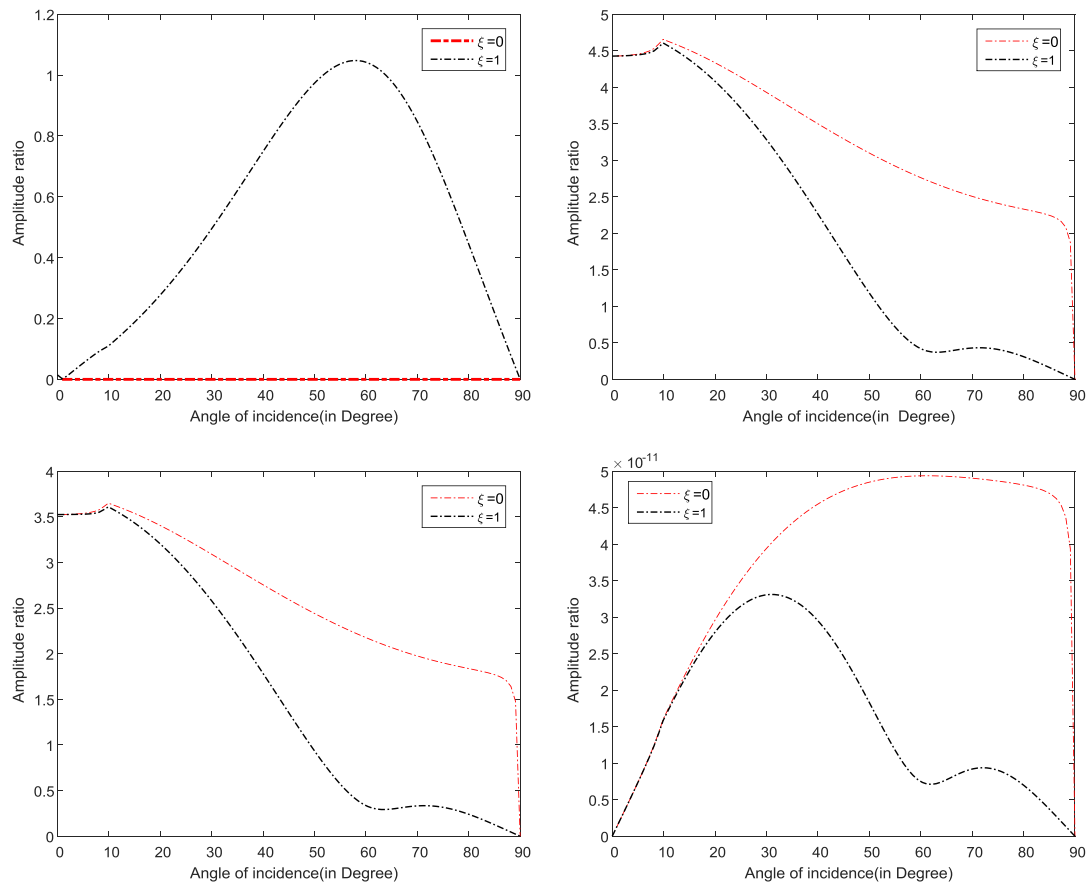 1.2
ξ =0
ξ =1
1
0.8
0.6
0.4
0.2
0
0 10 20 30 40 50 60 70 80 90
Amplitude ratio
Angle of incidence(in Degree)
5
ξ =0
ξ =1
4.5
4
3.5
3
2.5
2
1.5
1
0.5
0
0 10 20 30 40 50 60 70 80 90
Amplitude ratio
Angle of incidence(in Degree)
4
ξ =0
ξ =1
3.5
3
2.5
2
1.5
1
0.5
0
0 10 20 30 40 50 60 70 80 90
Amplitude ratio
Angle of incidence(in Degree)
× 10⁻¹¹
5
ξ =0
ξ =1
4.5
4
3.5
3
2.5
2
1.5
1
0.5
0
0 10 20 30 40 50 60 70 80 90
Amplitude ratio
Angle of incidence(in Degree)